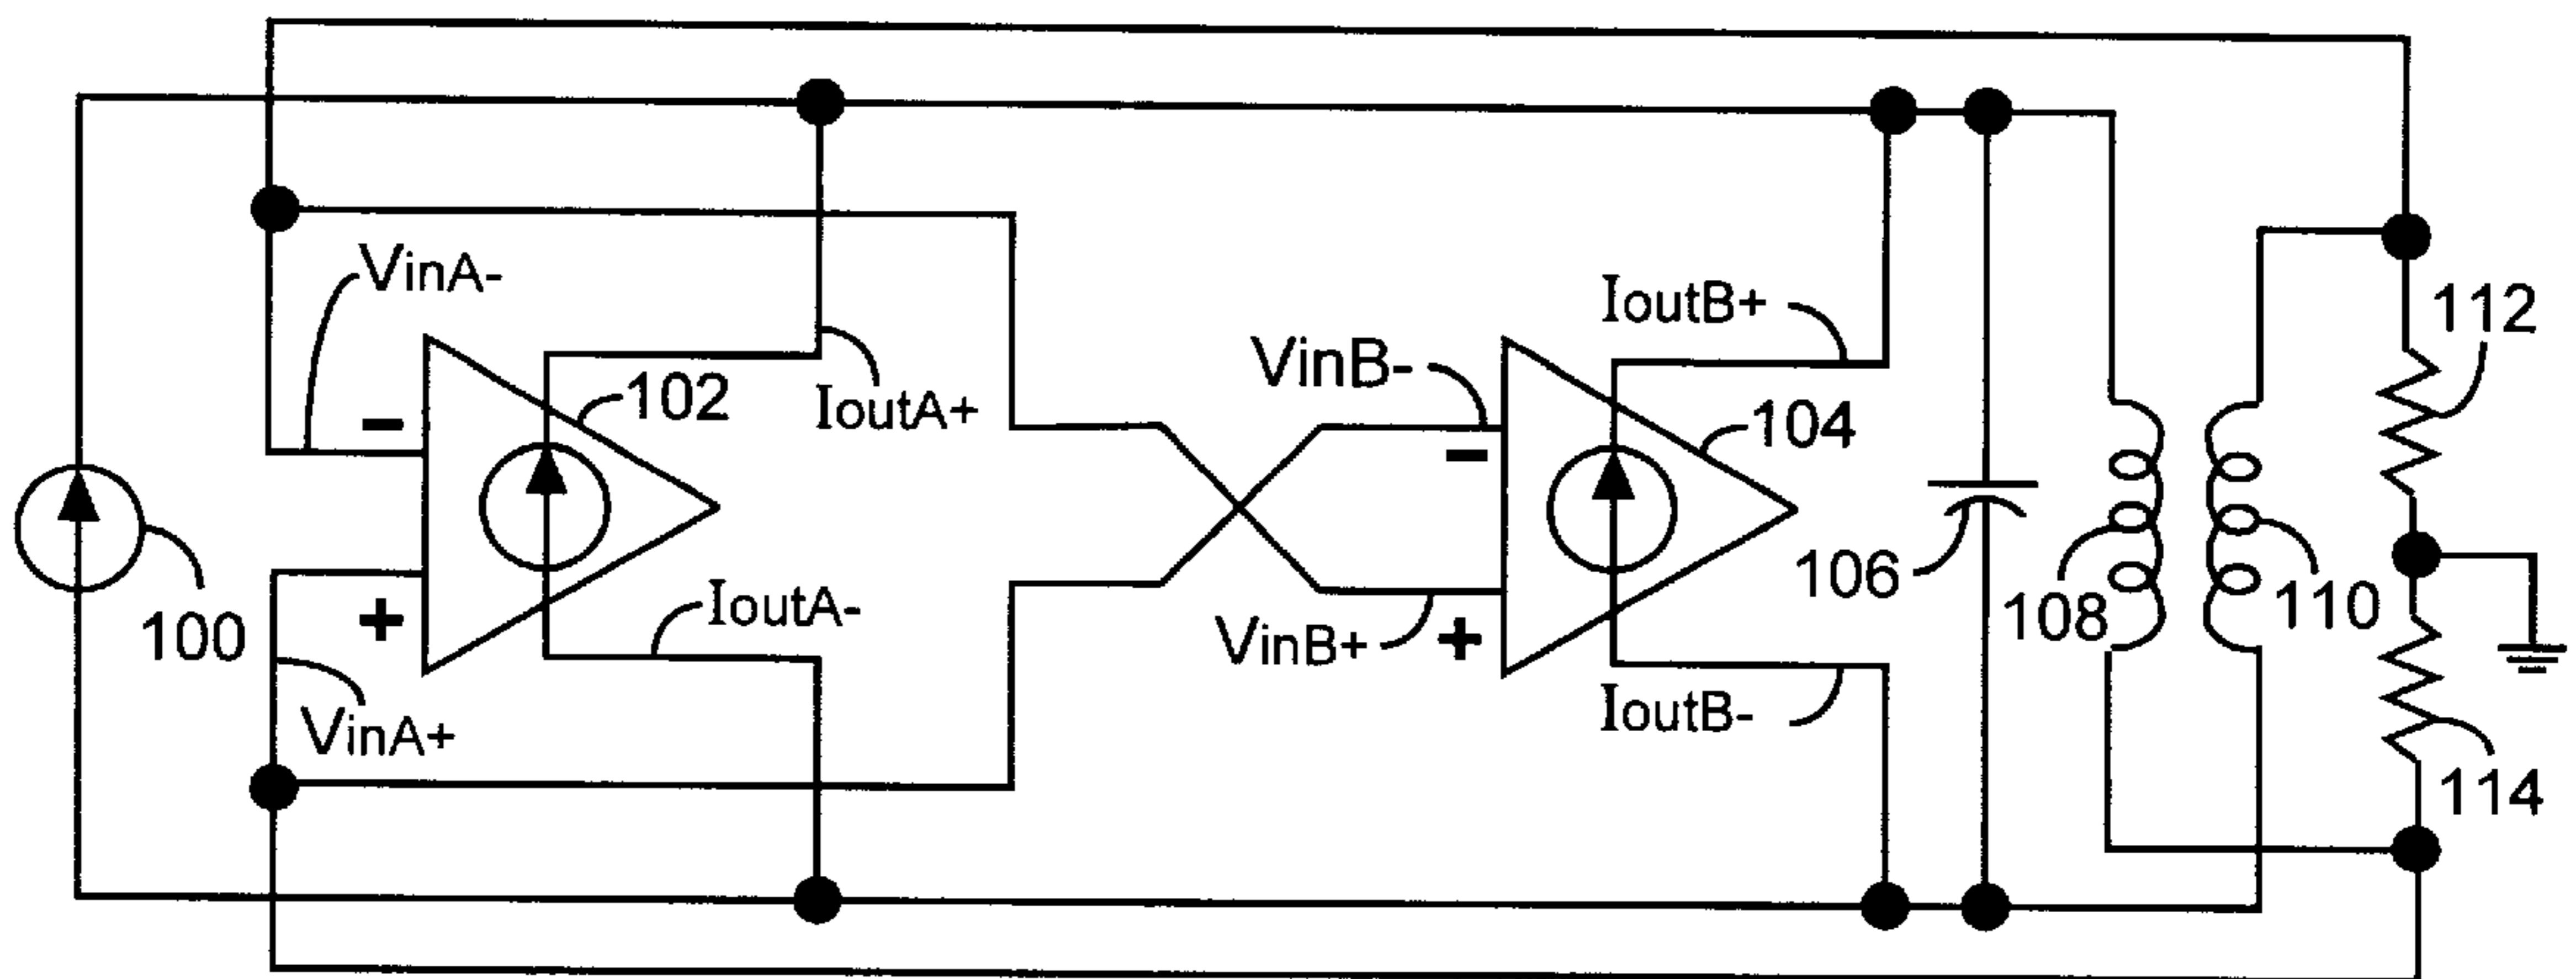 VinA-
-
102
IoutA+
100
+
IoutA-
VinA+
VinB-
-
IoutB+
104
VinB+
+
IoutB-
106
108
110
112
114